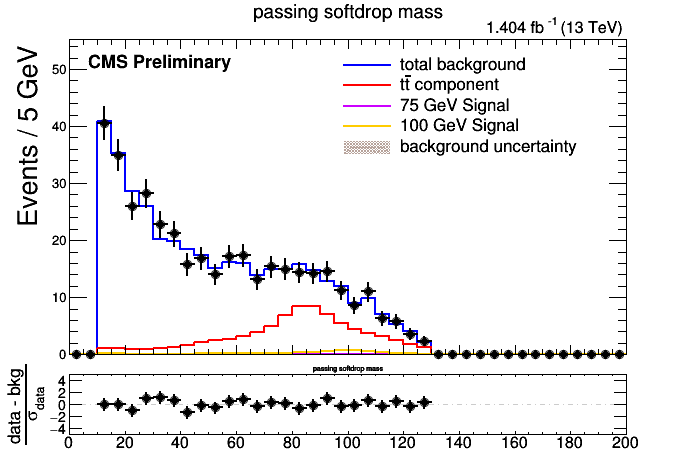 passing softdrop mass
1.404 fb⁻¹ (13 TeV)
CMS Preliminary
total background
tt̄ component
75 GeV Signal
100 GeV Signal
background uncertainty
Events / 5 GeV
50
40
30
20
10
0
passing softdrop mass
data - bkg
σ data
4
2
0
−2
−4
0 20 40 60 80 100 120 140 160 180 200